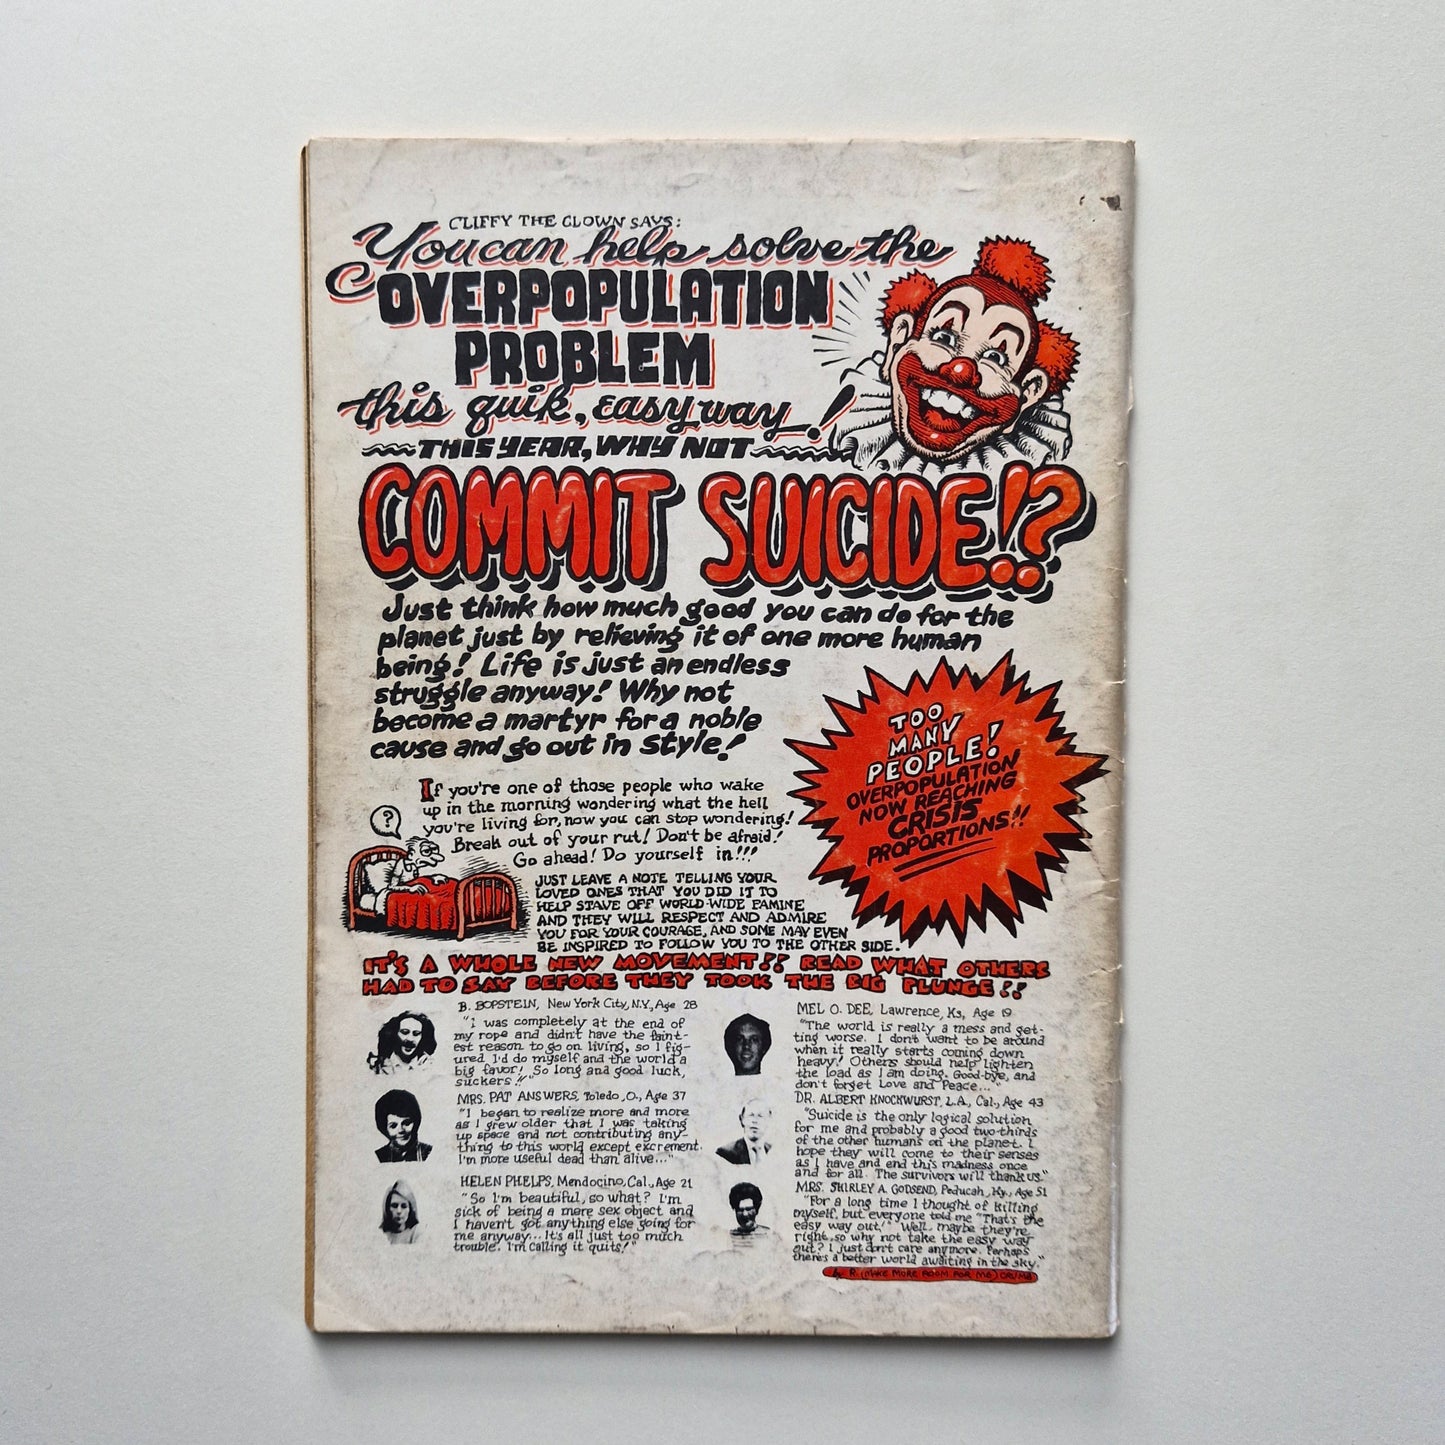 CLIFFY THE CLOWN SAYS:
You can help solve the
OVERPOPULATION
PROBLEM
this quik, easy way!
THIS YEAR, WHY NOT
COMMIT SUICIDE!?
Just think how much good you can do for the
planet just by relieving it of one more human
being! Life is just an endless
struggle anyway! Why not
become a martyr for a noble
cause and go out in style!
TOO
MANY
PEOPLE!
OVERPOPULATION
NOW REACHING
CRISIS
PROPORTIONS!!
If you're one of those people who wake
up in the morning wondering what the hell
you're living for, now you can stop wondering!
Break out of your rut! Don't be afraid!
Go ahead! Do yourself in!!!
?
JUST LEAVE A NOTE TELLING YOUR
LOVED ONES THAT YOU DID IT TO
HELP STAVE OFF WORLD-WIDE FAMINE
AND THEY WILL RESPECT AND ADMIRE
YOU FOR YOUR COURAGE, AND SOME MAY EVEN
BE INSPIRED TO FOLLOW YOU TO THE OTHER SIDE.
IT'S A WHOLE NEW MOVEMENT!! READ WHAT OTHERS
HAD TO SAY BEFORE THEY TOOK THE BIG PLUNGE!!
B. BOPSTEIN, New York City, N.Y., Age 28
"I was completely at the end of
my rope and didn't have the faint-
est reason to go on living, so I fig-
ured I'd do myself and the world a
big favor! So long and good luck,
suckers!"
MRS. PAT ANSWERS, Toledo, O., Age 37
"I began to realize more and more
as I grew older that I was taking
up space and not contributing any-
thing to this world except excrement.
I'm more useful dead than alive..."
HELEN PHELPS, Mendocino, Cal., Age 21
"So I'm beautiful, so what? I'm
sick of being a mere sex object and
I haven't got anything else going for
me anyway... It's all just too much
trouble. I'm calling it quits!"
MEL O. DEE, Lawrence, Ks, Age 19
"The world is really a mess and get-
ting worse. I don't want to be around
when it really starts coming down
heavy! Others should help lighten
the load as I am doing. Good-bye, and
don't forget Love and Peace..."
DR. ALBERT KNOCKWURST, L.A., Cal., Age 43
"Suicide is the only logical solution
for me and probably a good two-thirds
of the other humans on the planet. I
hope they will come to their senses
as I have and end this madness once
and for all. The survivors will thank us."
MRS. SHIRLEY A. GODSEND, Peducah, Ky., Age 51
"For a long time I thought of killing
myself, but everyone told me "That's the
easy way out!" Well, maybe they're
right, so why not take the easy way
out? I just don't care anymore. Perhaps
there's a better world awaiting in the sky."
by R. (MAKE MORE ROOM FOR ME) CRUMB